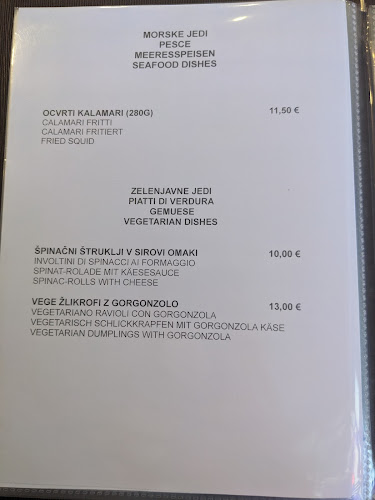 MORSKE JEDI
PESCE
MEERESSPEISEN
SEAFOOD DISHES
OCVRTI KALAMARI (280G) 11,50 €
CALAMARI FRITTI
CALAMARI FRITIERT
FRIED SQUID
ZELENJAVNE JEDI
PIATTI DI VERDURA
GEMUESE
VEGETARIAN DISHES
ŠPINAČNI ŠTRUKLJI V SIROVI OMAKI 10,00 €
INVOLTINI DI SPINACCI AI FORMAGGIO
SPINAT-ROLADE MIT KÄESESAUCE
SPINAC-ROLLS WITH CHEESE
VEGE ŽLIKROFI Z GORGONZOLO 13,00 €
VEGETARIANO RAVIOLI CON GORGONZOLA
VEGETARISCH SCHLICKKRAPFEN MIT GORGONZOLA KÄSE
VEGETARIAN DUMPLINGS WITH GORGONZOLA